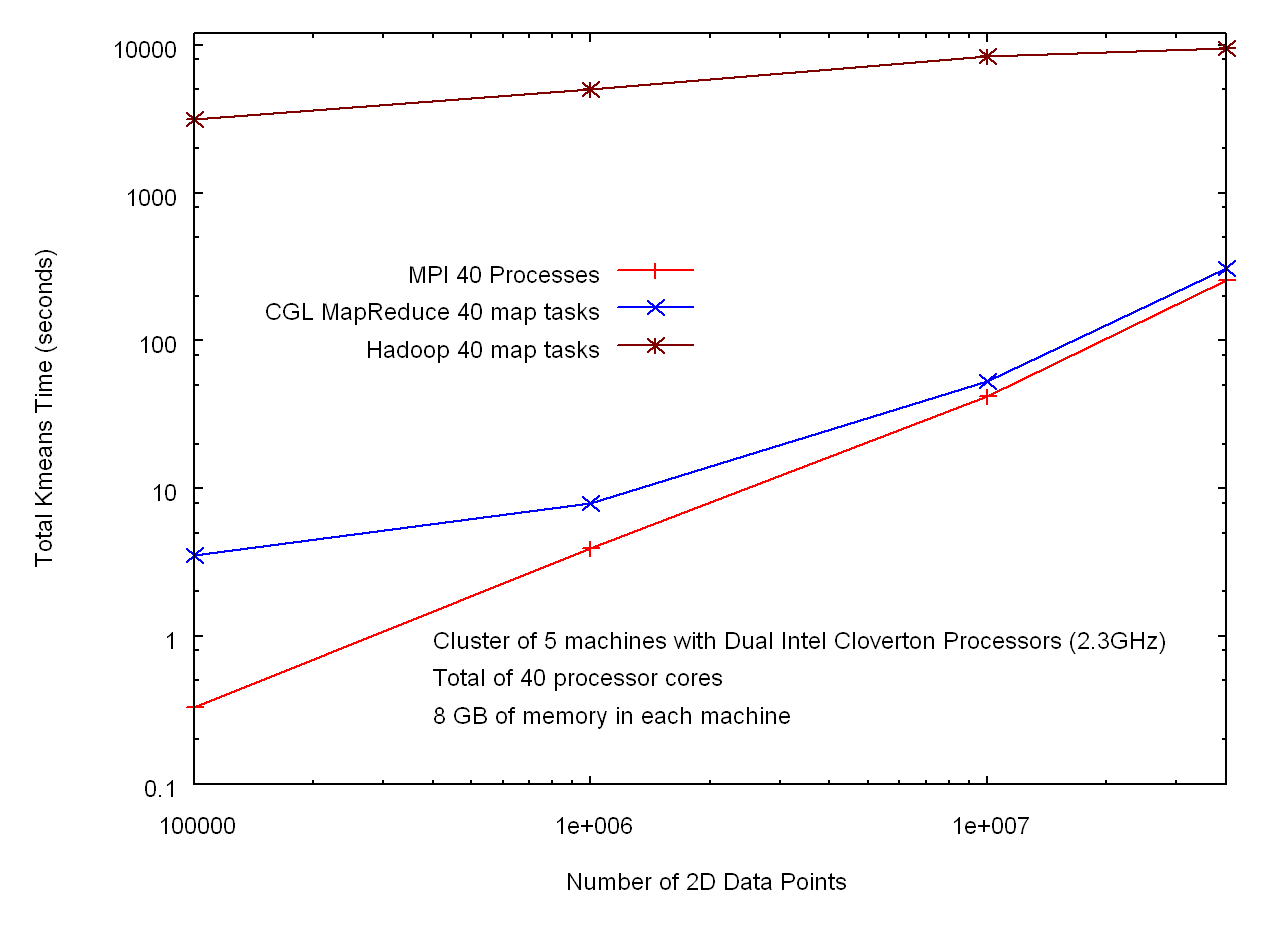 10000
1000
100
10
1
0.1
Total Kmeans Time (seconds)
MPI 40 Processes
CGL MapReduce 40 map tasks
Hadoop 40 map tasks
Cluster of 5 machines with Dual Intel Cloverton Processors (2.3GHz)
Total of 40 processor cores
8 GB of memory in each machine
100000
1e+006
1e+007
Number of 2D Data Points